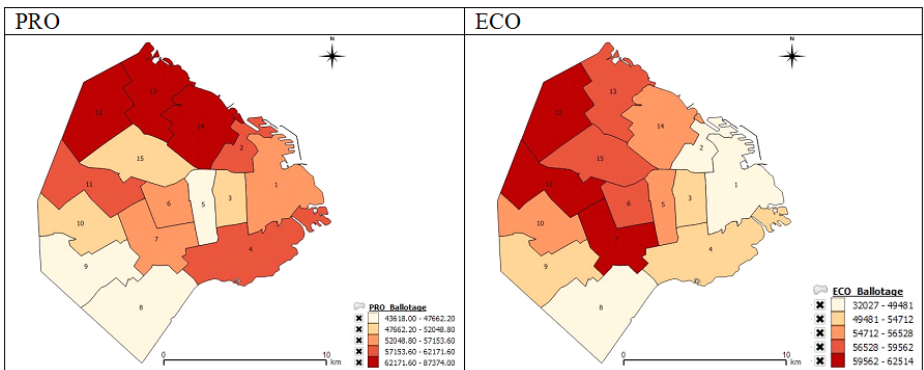 PRO
ECO
N
13
12
14
2
15
11
1
3
6
5
10
7
4
9
8
PRO_Ballotage
43618.00 - 47662.20
47662.20 - 52048.80
52048.80 - 57153.60
57153.60 - 62171.60
62171.60 - 87374.00
0
10
km
N
13
12
14
2
15
11
1
6
5
3
10
7
4
9
8
ECO_Ballotage
32027 - 49481
49481 - 54712
54712 - 56528
56528 - 59562
59562 - 62514
0
10
km